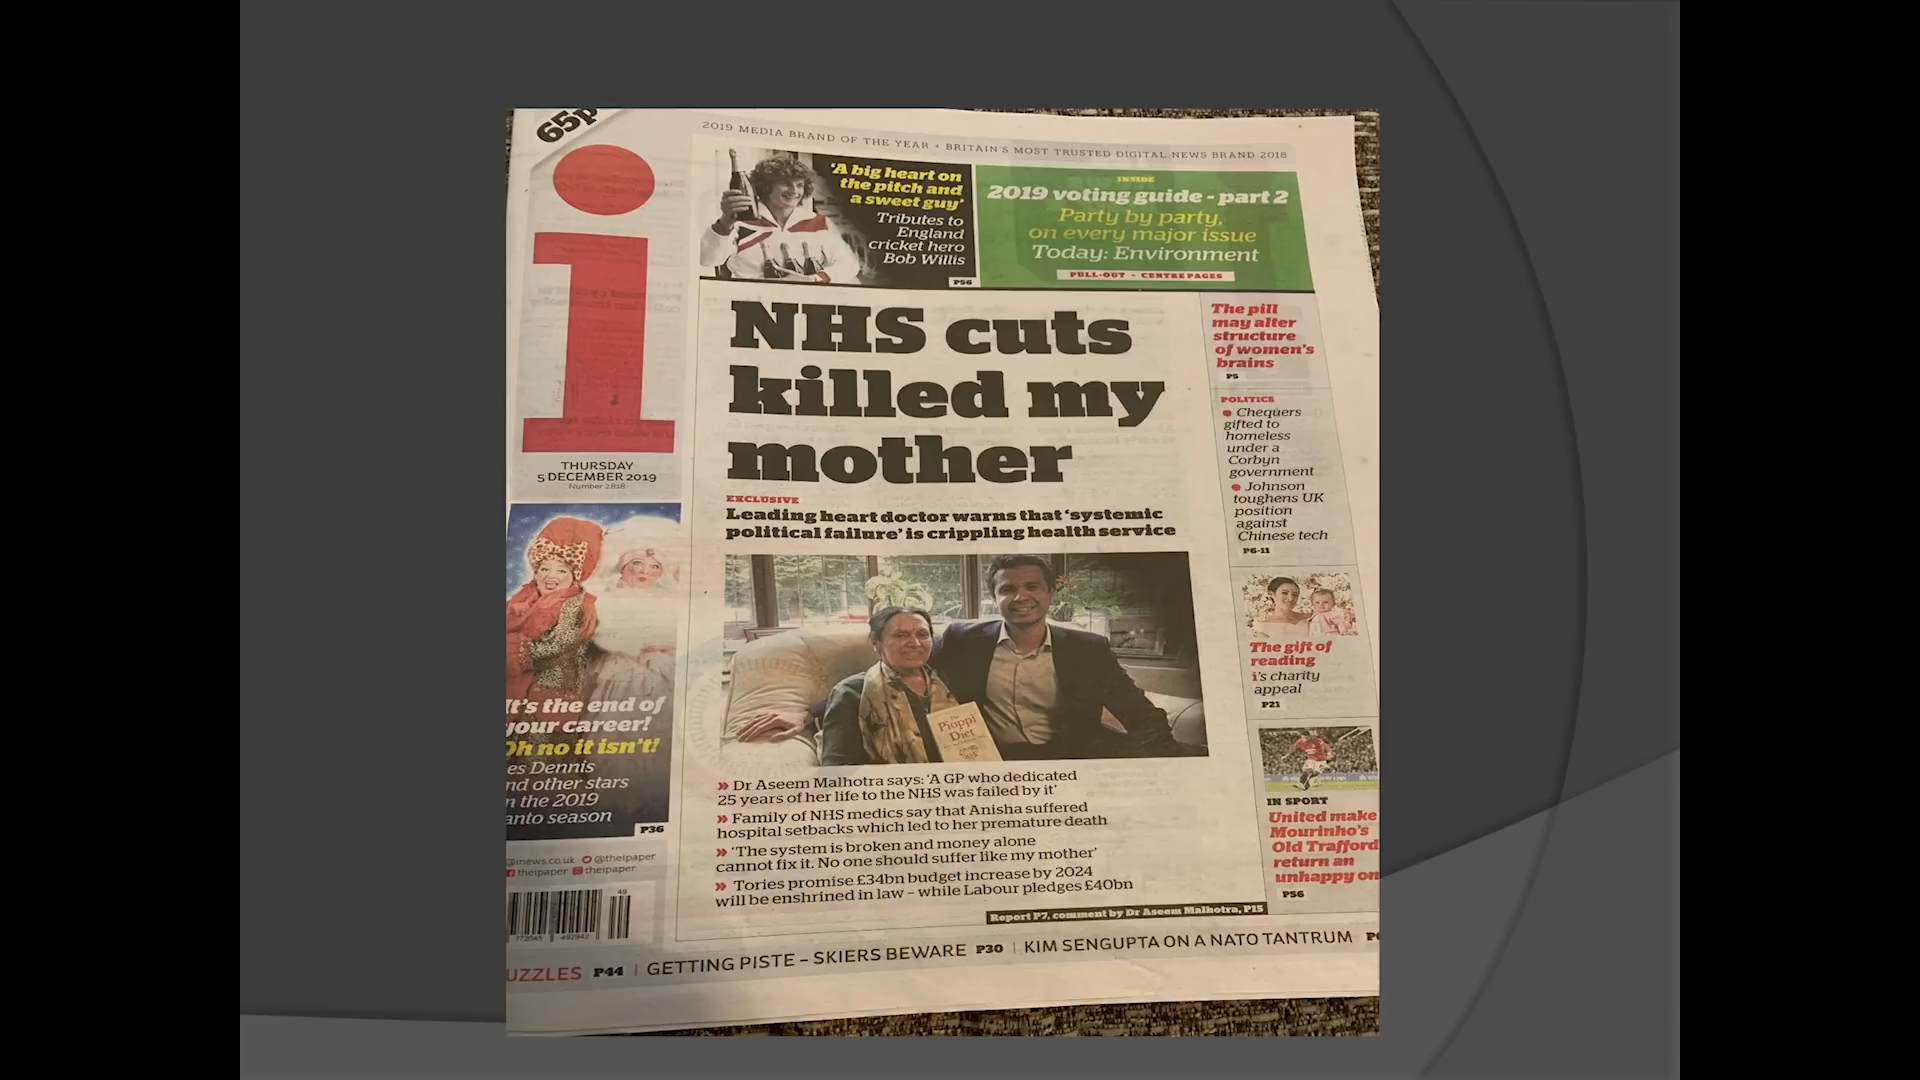 65p
2019 MEDIA BRAND OF THE YEAR + BRITAIN'S MOST TRUSTED DIGITAL NEWS BRAND 2018
i
THURSDAY
5 DECEMBER 2019
Number 2,818
'A big heart on
the pitch and
a sweet guy'
Tributes to
England
cricket hero
Bob Willis
P56
INSIDE
2019 voting guide - part 2
Party by party,
on every major issue
Today: Environment
PULL-OUT - CENTRE PAGES
NHS cuts
killed my
mother
EXCLUSIVE
Leading heart doctor warns that 'systemic
political failure' is crippling health service
The
Pioppi
Diet
» Dr Aseem Malhotra says: 'A GP who dedicated
25 years of her life to the NHS was failed by it'
» Family of NHS medics say that Anisha suffered
hospital setbacks which led to her premature death
» 'The system is broken and money alone
cannot fix it. No one should suffer like my mother'
» Tories promise £34bn budget increase by 2024
will be enshrined in law – while Labour pledges £40bn
Report P7, comment by Dr Aseem Malhotra, P15
The pill
may alter
structure
of women's
brains
P5
POLITICS
● Chequers
gifted to
homeless
under a
Corbyn
government
● Johnson
toughens UK
position
against
Chinese tech
P6-11
The gift of
reading
i's charity
appeal
P21
IN SPORT
United make
Mourinho's
Old Trafford
return an
unhappy on
P56
It's the end of
your career!
Oh no it isn't!
es Dennis
nd other stars
n the 2019
anto season
P36
@inews.co.uk @theipaper
theipaper theipaper
49
772045 492942
UZZLES P44 | GETTING PISTE – SKIERS BEWARE P30 | KIM SENGUPTA ON A NATO TANTRUM